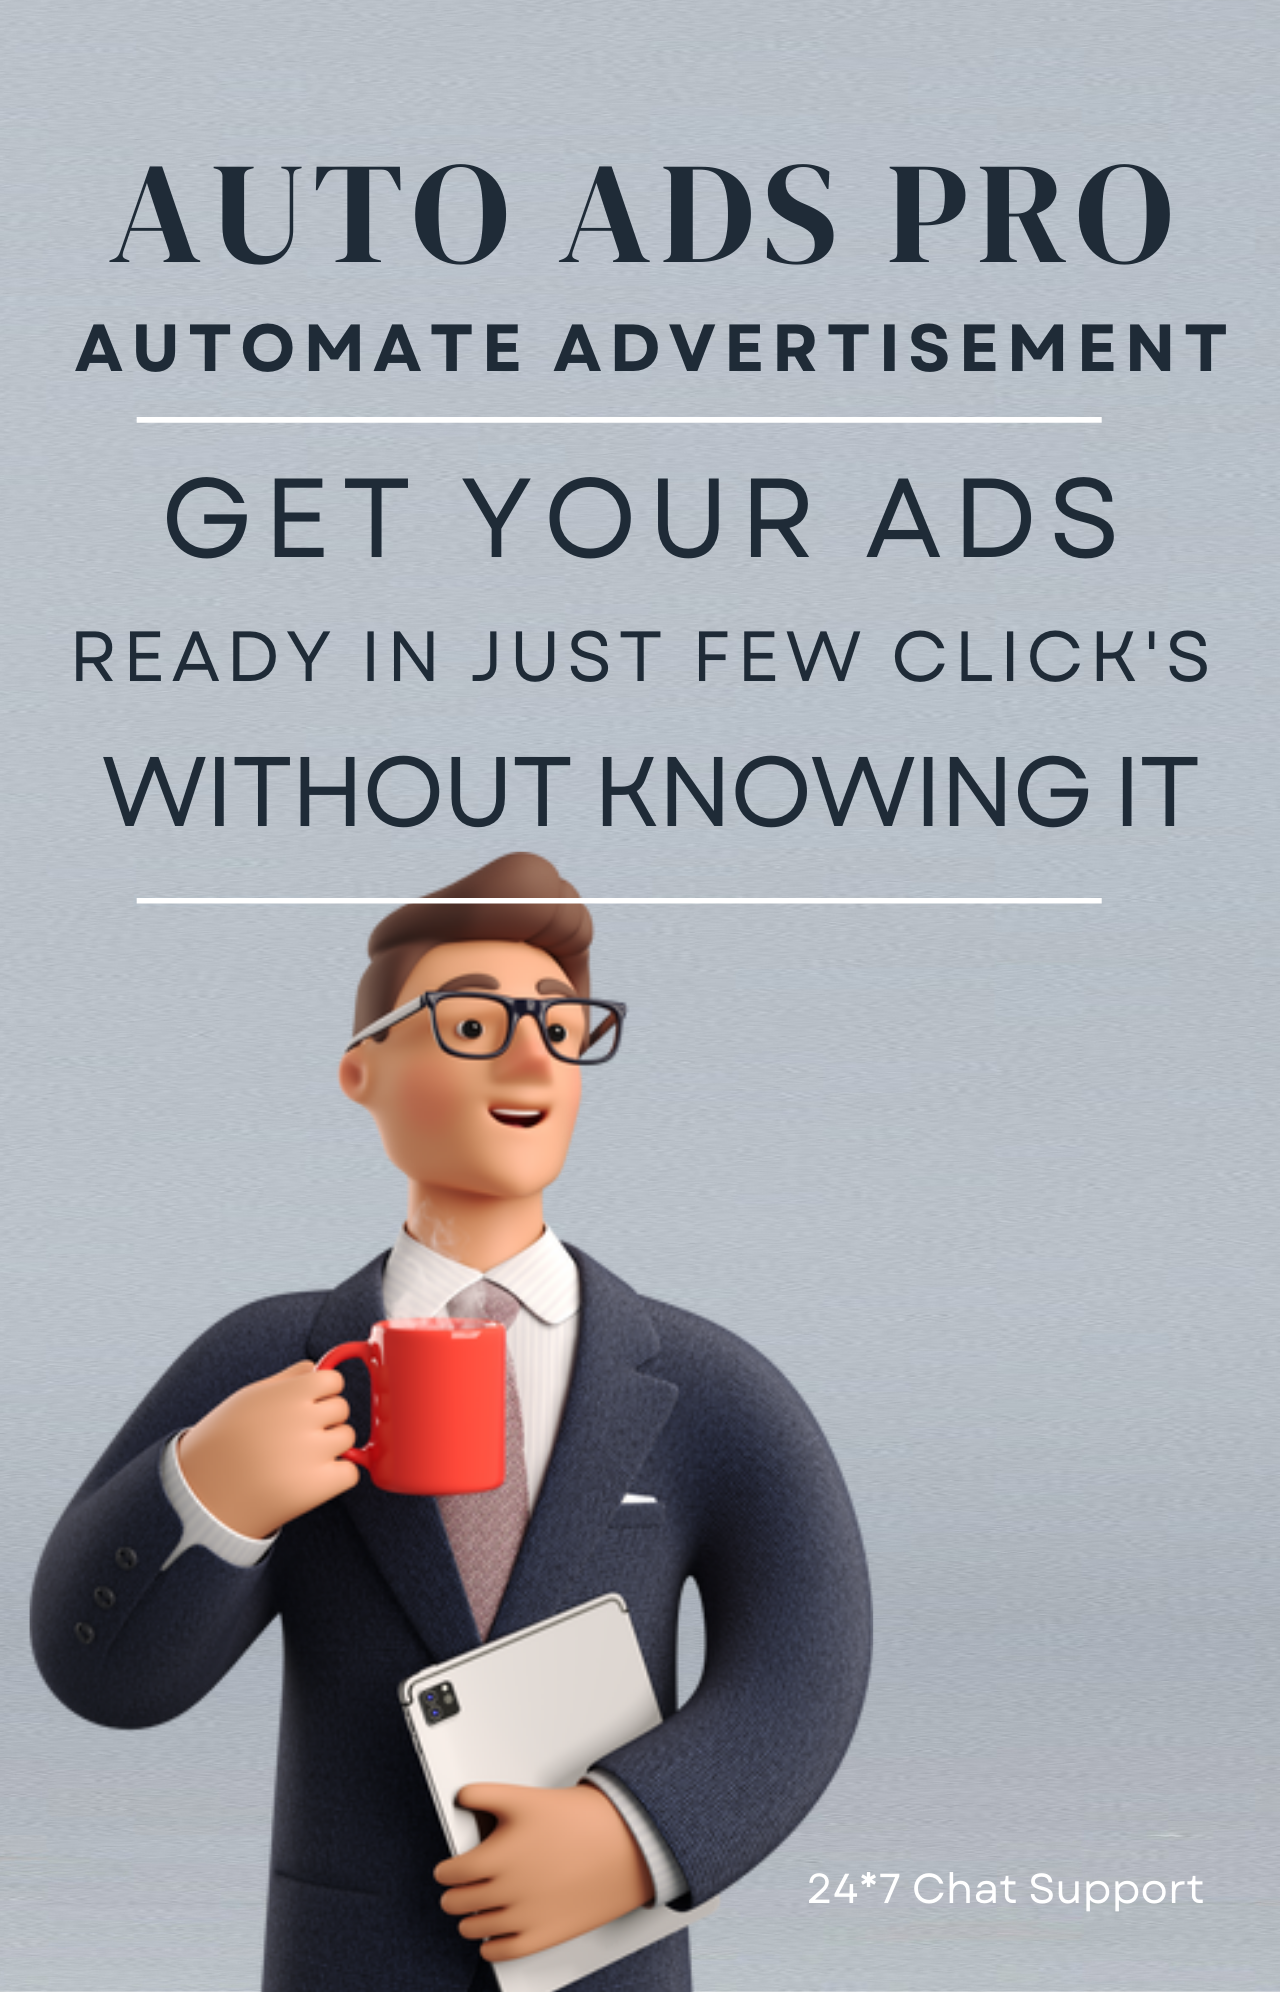 AUTO ADS PRO
AUTOMATE ADVERTISEMENT
GET YOUR ADS
READY IN JUST FEW CLICK'S
WITHOUT KNOWING IT
24*7 Chat Support